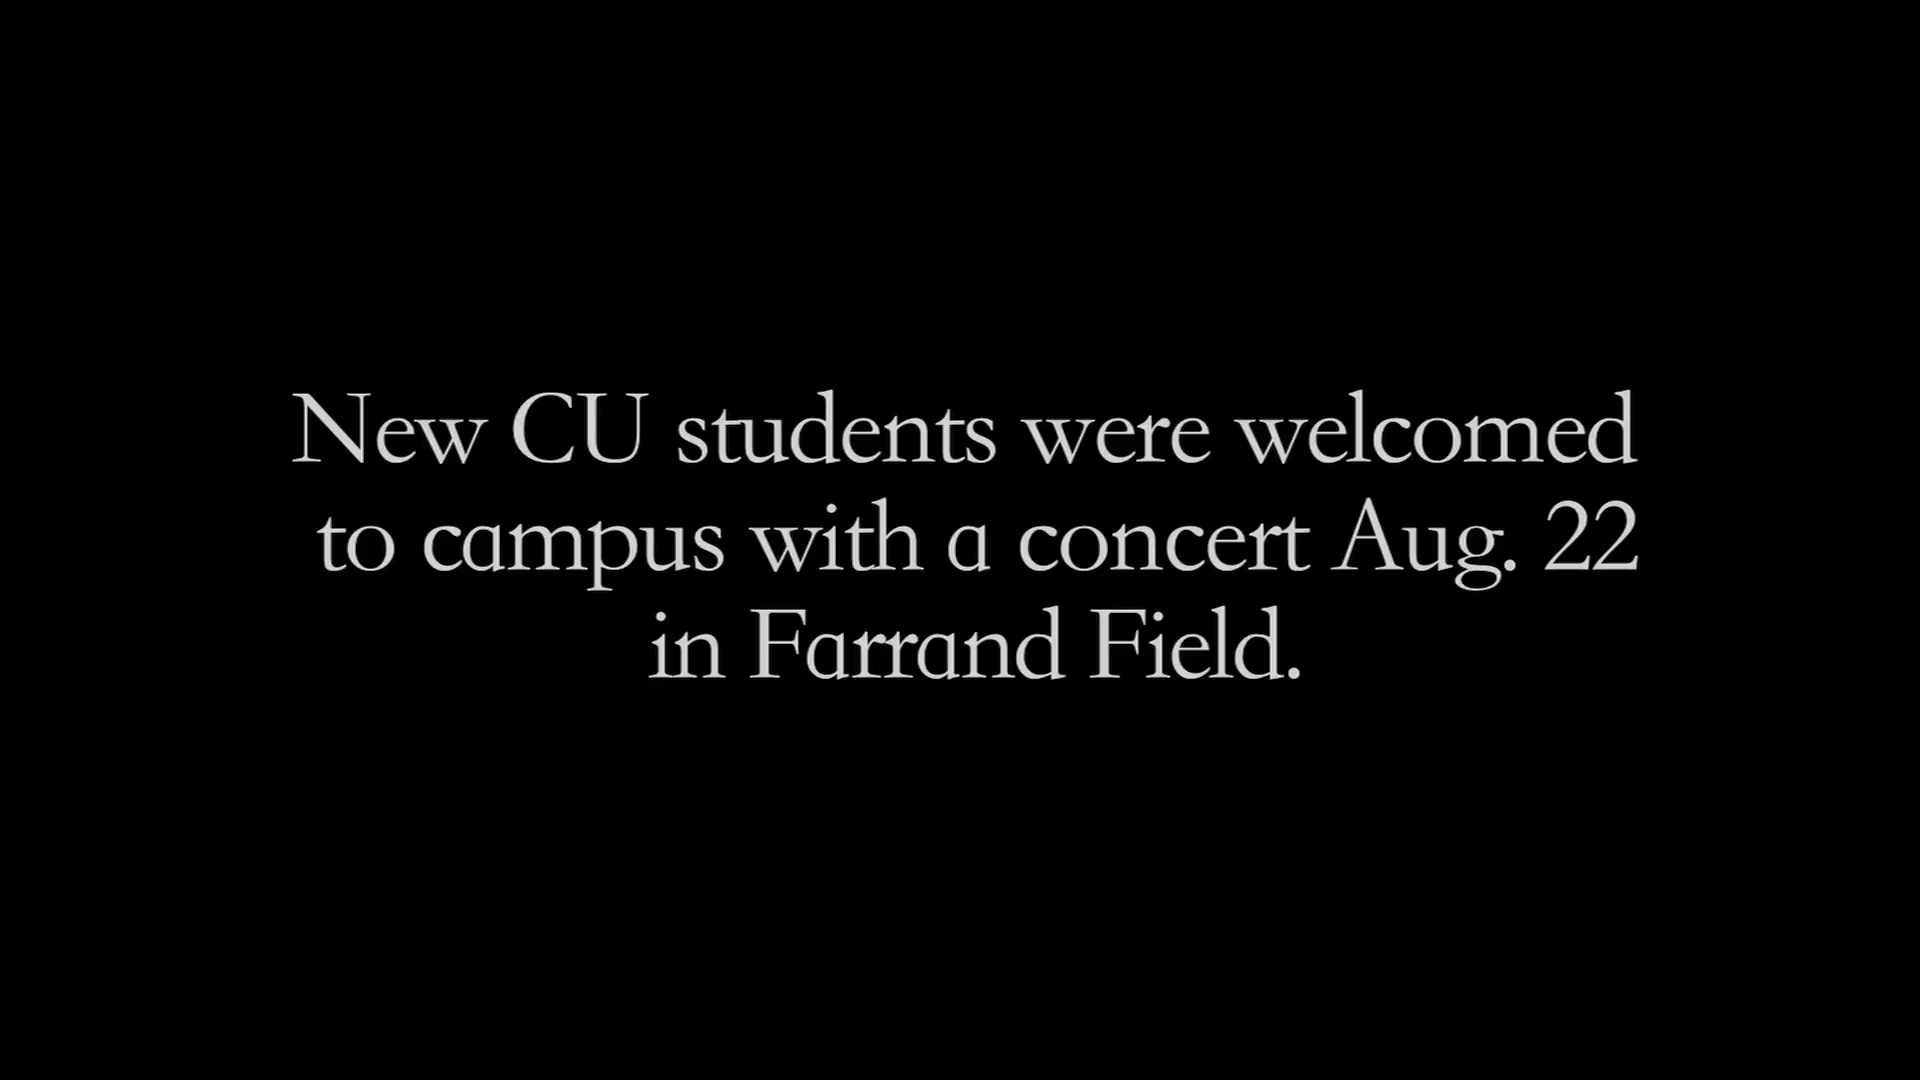 New CU students were welcomed
to campus with a concert Aug. 22
in Farrand Field.